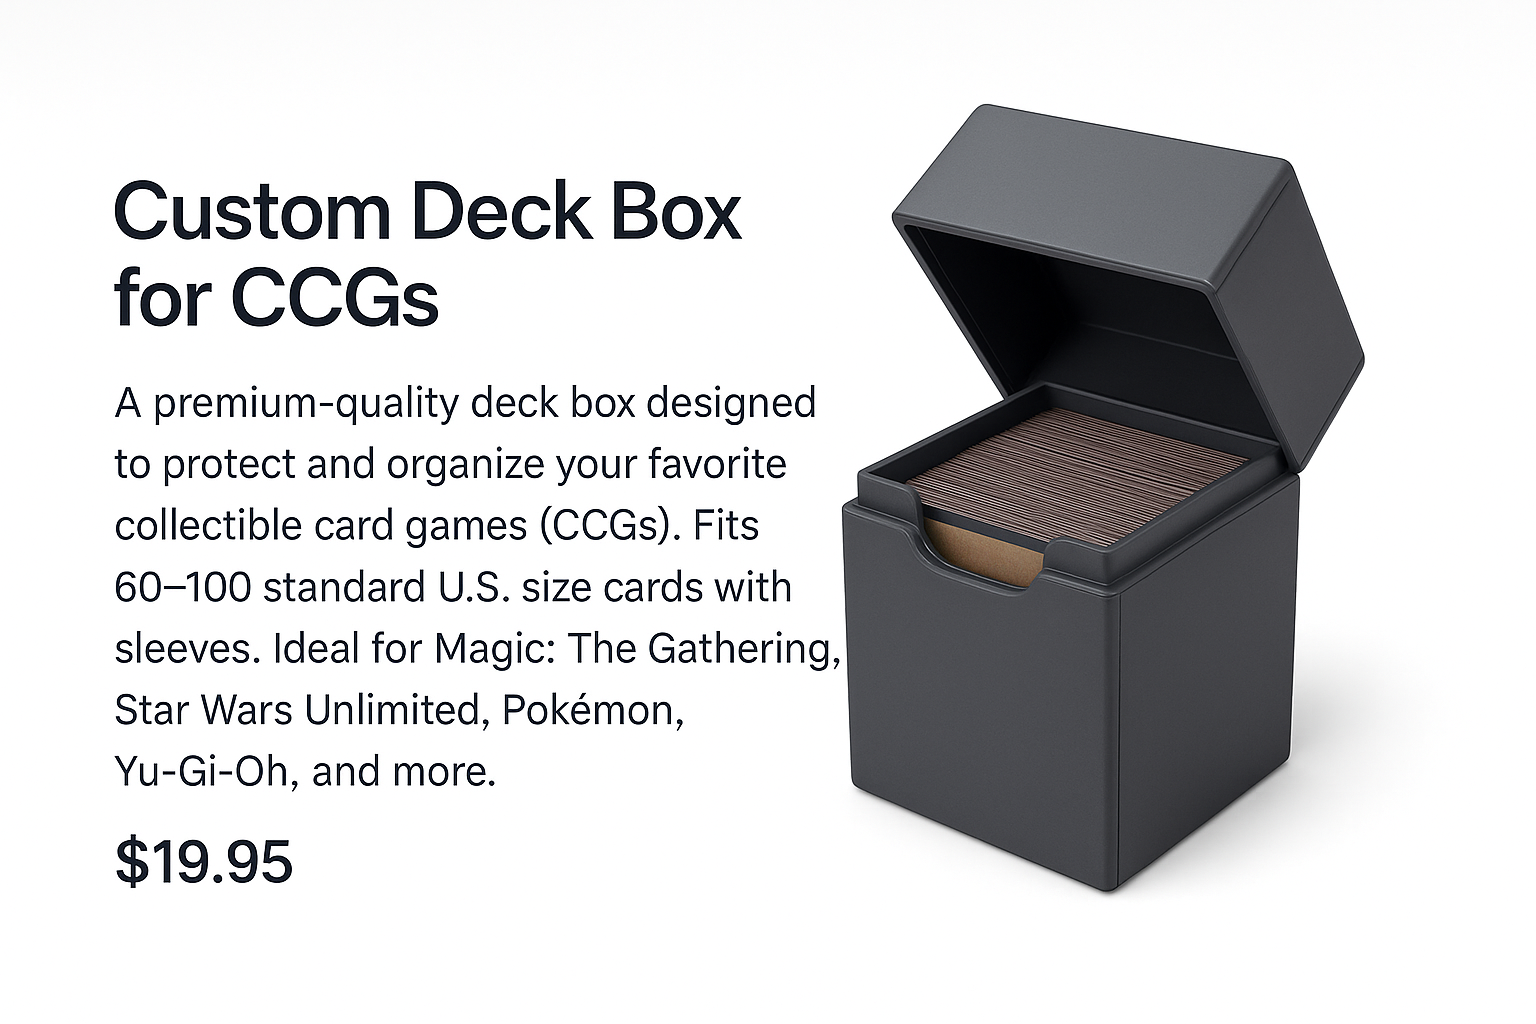 Custom Deck Box
for CCGs
A premium-quality deck box designed
to protect and organize your favorite
collectible card games (CCGs). Fits
60–100 standard U.S. size cards with
sleeves. Ideal for Magic: The Gathering,
Star Wars Unlimited, Pokémon,
Yu-Gi-Oh, and more.
$19.95